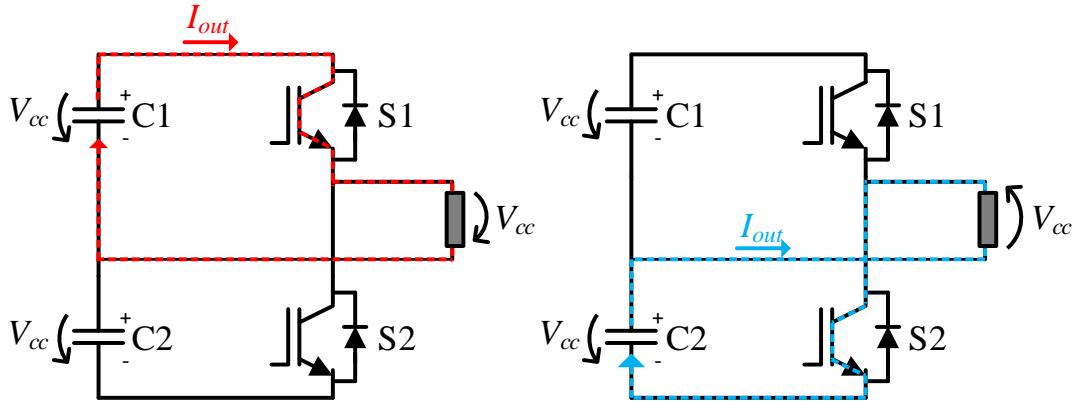 I_out
V_cc
+
-
C1
S1
V_cc
V_cc
+
-
C2
S2
V_cc
+
-
C1
S1
I_out
V_cc
V_cc
+
-
C2
S2